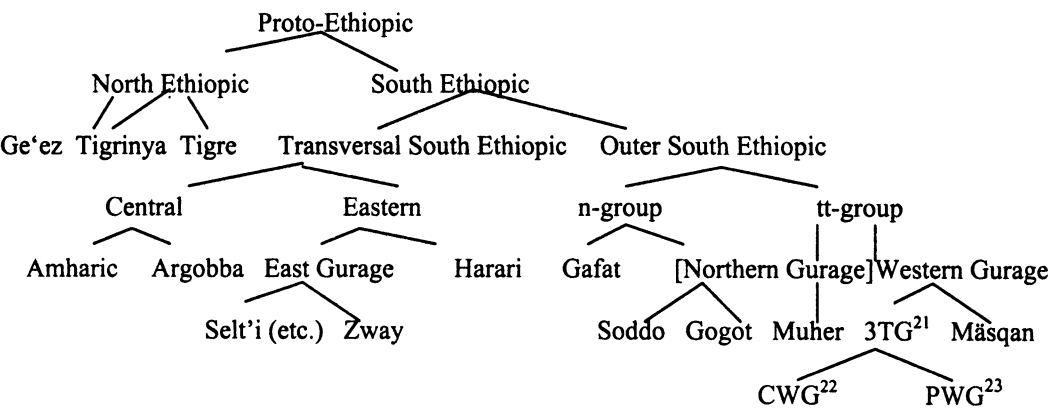 Proto-Ethiopic
North Ethiopic South Ethiopic
Ge‘ez Tigrinya Tigre Transversal South Ethiopic Outer South Ethiopic
Central Eastern n-group tt-group
Amharic Argobba East Gurage Harari Gafat [Northern Gurage] Western Gurage
Selt’i (etc.) Zway Soddo Gogot Muher 3TG²¹ Mäsqan
CWG²² PWG²³